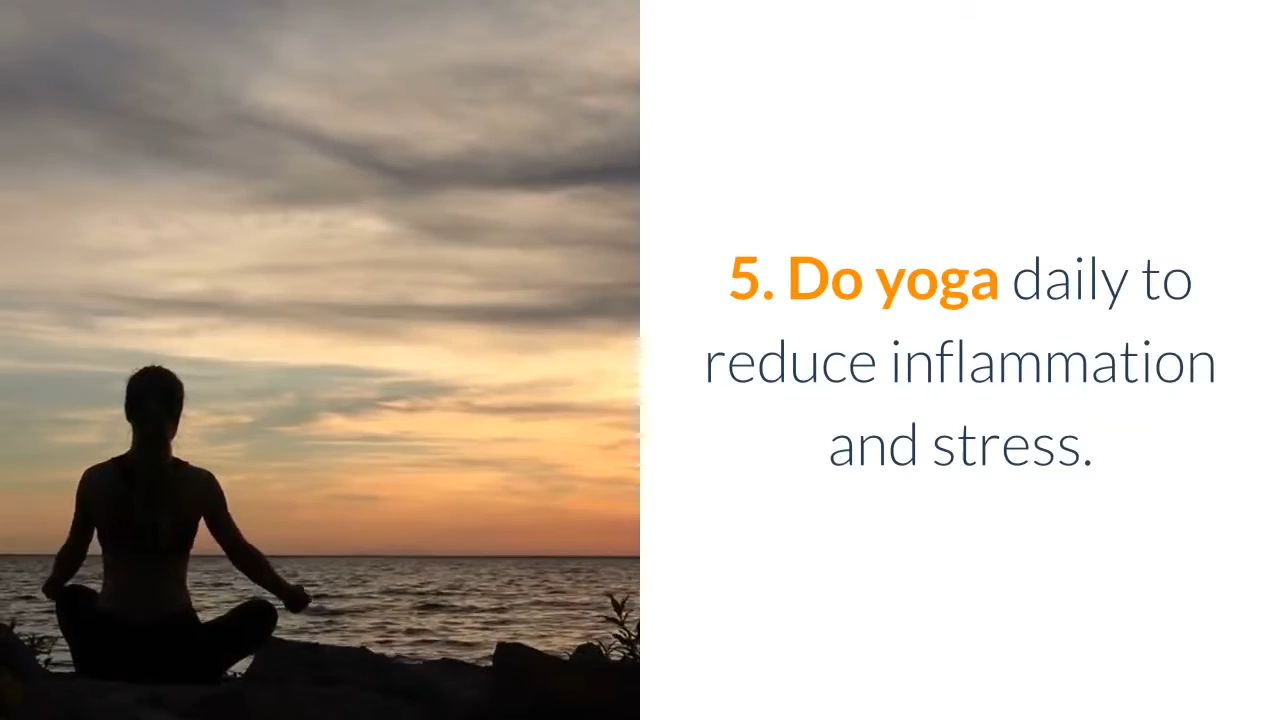 5. Do yoga daily to
reduce inflammation
and stress.